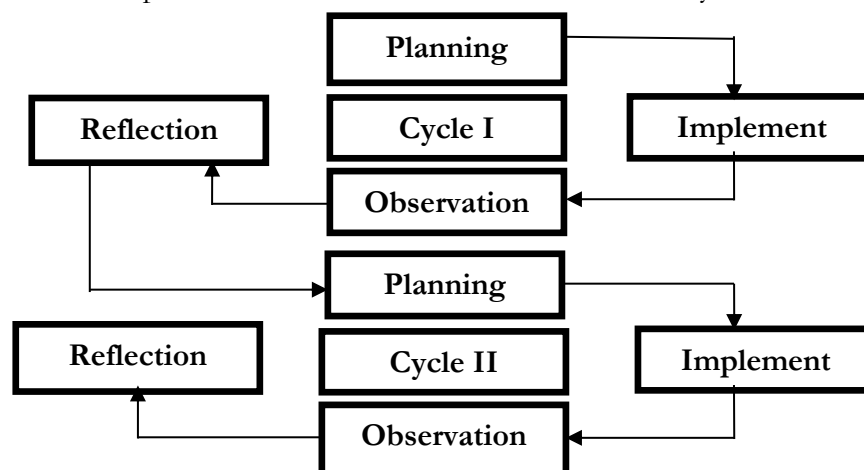 Planning
Reflection
Cycle I
Implement
Observation
Planning
Reflection
Cycle II
Implement
Observation